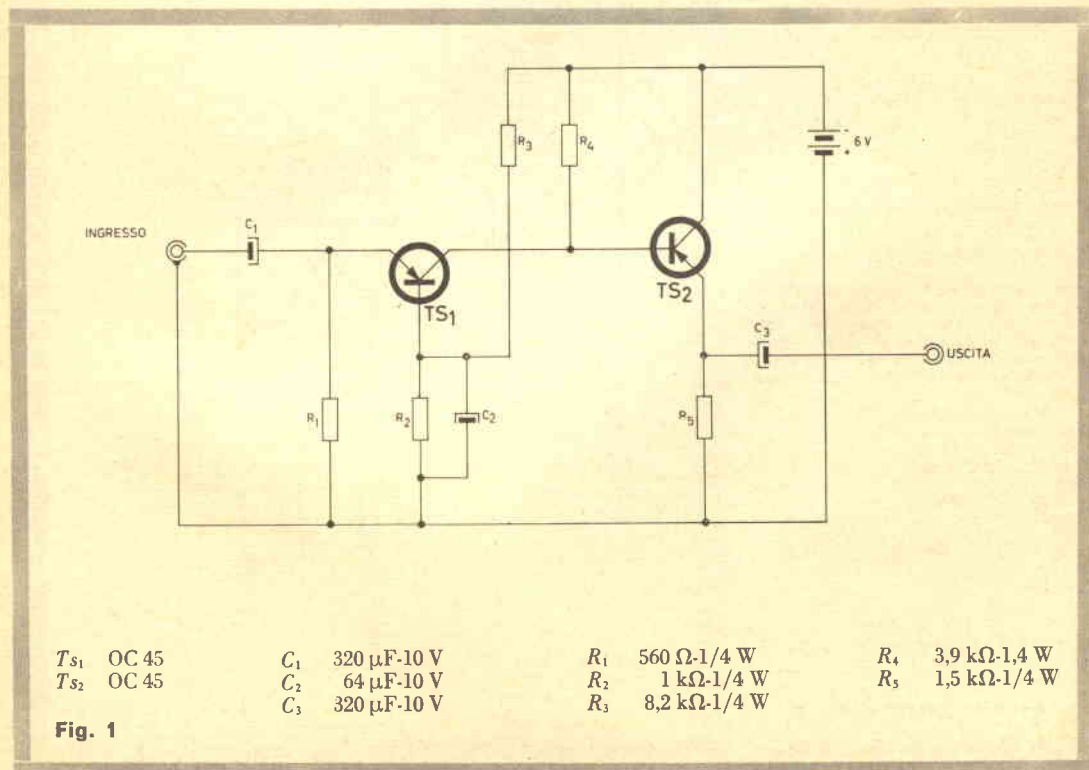 INGRESSO
C1
R3
R4
- 6 V
+
TS1
TS2
C3
USCITA
R1
R2
C2
R5
Ts1 OC 45
Ts2 OC 45
C1 320 µF-10 V
C2 64 µF-10 V
C3 320 µF-10 V
R1 560 Ω-1/4 W
R2 1 kΩ-1/4 W
R3 8,2 kΩ-1/4 W
R4 3,9 kΩ-1,4 W
R5 1,5 kΩ-1/4 W
Fig. 1